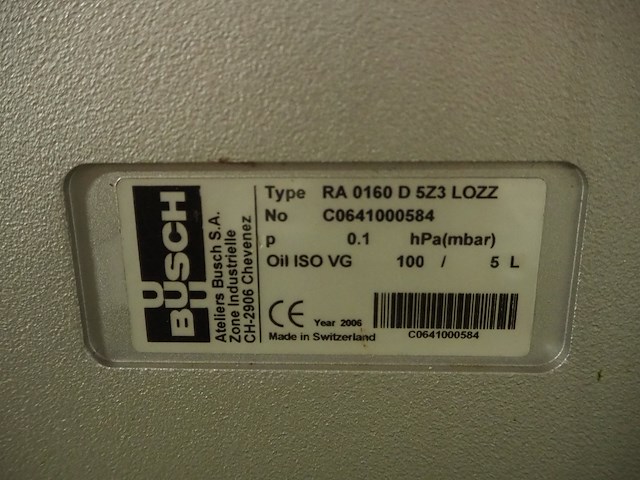 BUSCH
Ateliers Busch S.A.
Zone Industrielle
CH-2906 Chevenez
Type RA 0160 D 5Z3 LOZZ
No C0641000584
p 0.1 hPa(mbar)
Oil ISO VG 100 / 5 L
CE Year 2006
Made in Switzerland
C0641000584